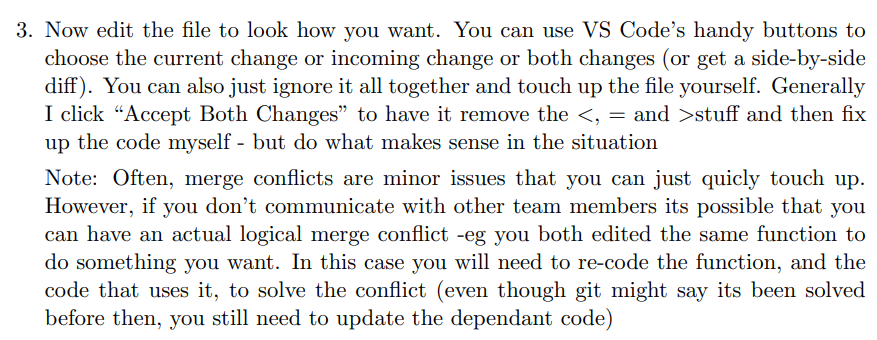 3. Now edit the file to look how you want. You can use VS Code's handy buttons to
choose the current change or incoming change or both changes (or get a side-by-side
diff). You can also just ignore it all together and touch up the file yourself. Generally
I click “Accept Both Changes” to have it remove the <, = and >stuff and then fix
up the code myself - but do what makes sense in the situation
Note: Often, merge conflicts are minor issues that you can just quicly touch up.
However, if you don't communicate with other team members its possible that you
can have an actual logical merge conflict -eg you both edited the same function to
do something you want. In this case you will need to re-code the function, and the
code that uses it, to solve the conflict (even though git might say its been solved
before then, you still need to update the dependant code)